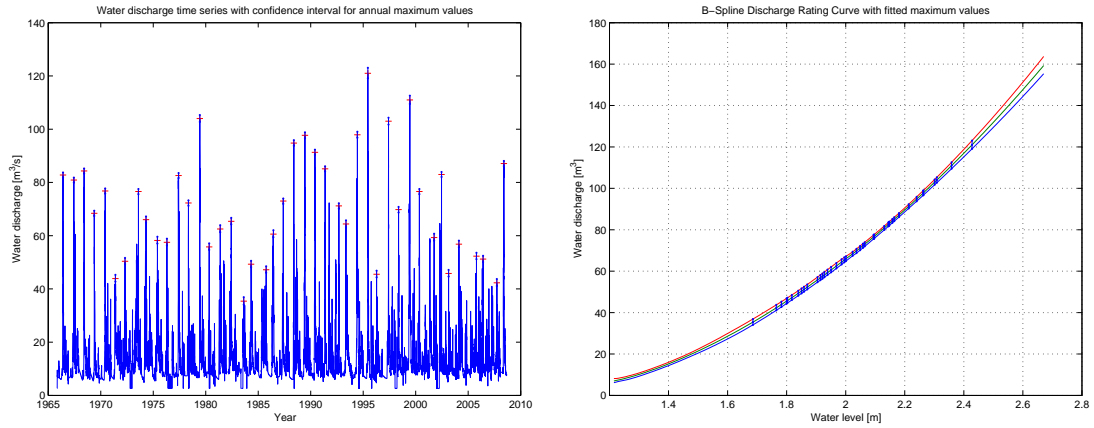 Water discharge time series with confidence interval for annual maximum values
140
120
100
80
60
40
20
0
Water discharge [m³/s]
1965 1970 1975 1980 1985 1990 1995 2000 2005 2010
Year
B−Spline Discharge Rating Curve with fitted maximum values
180
160
140
120
100
80
60
40
20
0
Water discharge [m³]
1.4 1.6 1.8 2 2.2 2.4 2.6 2.8
Water level [m]